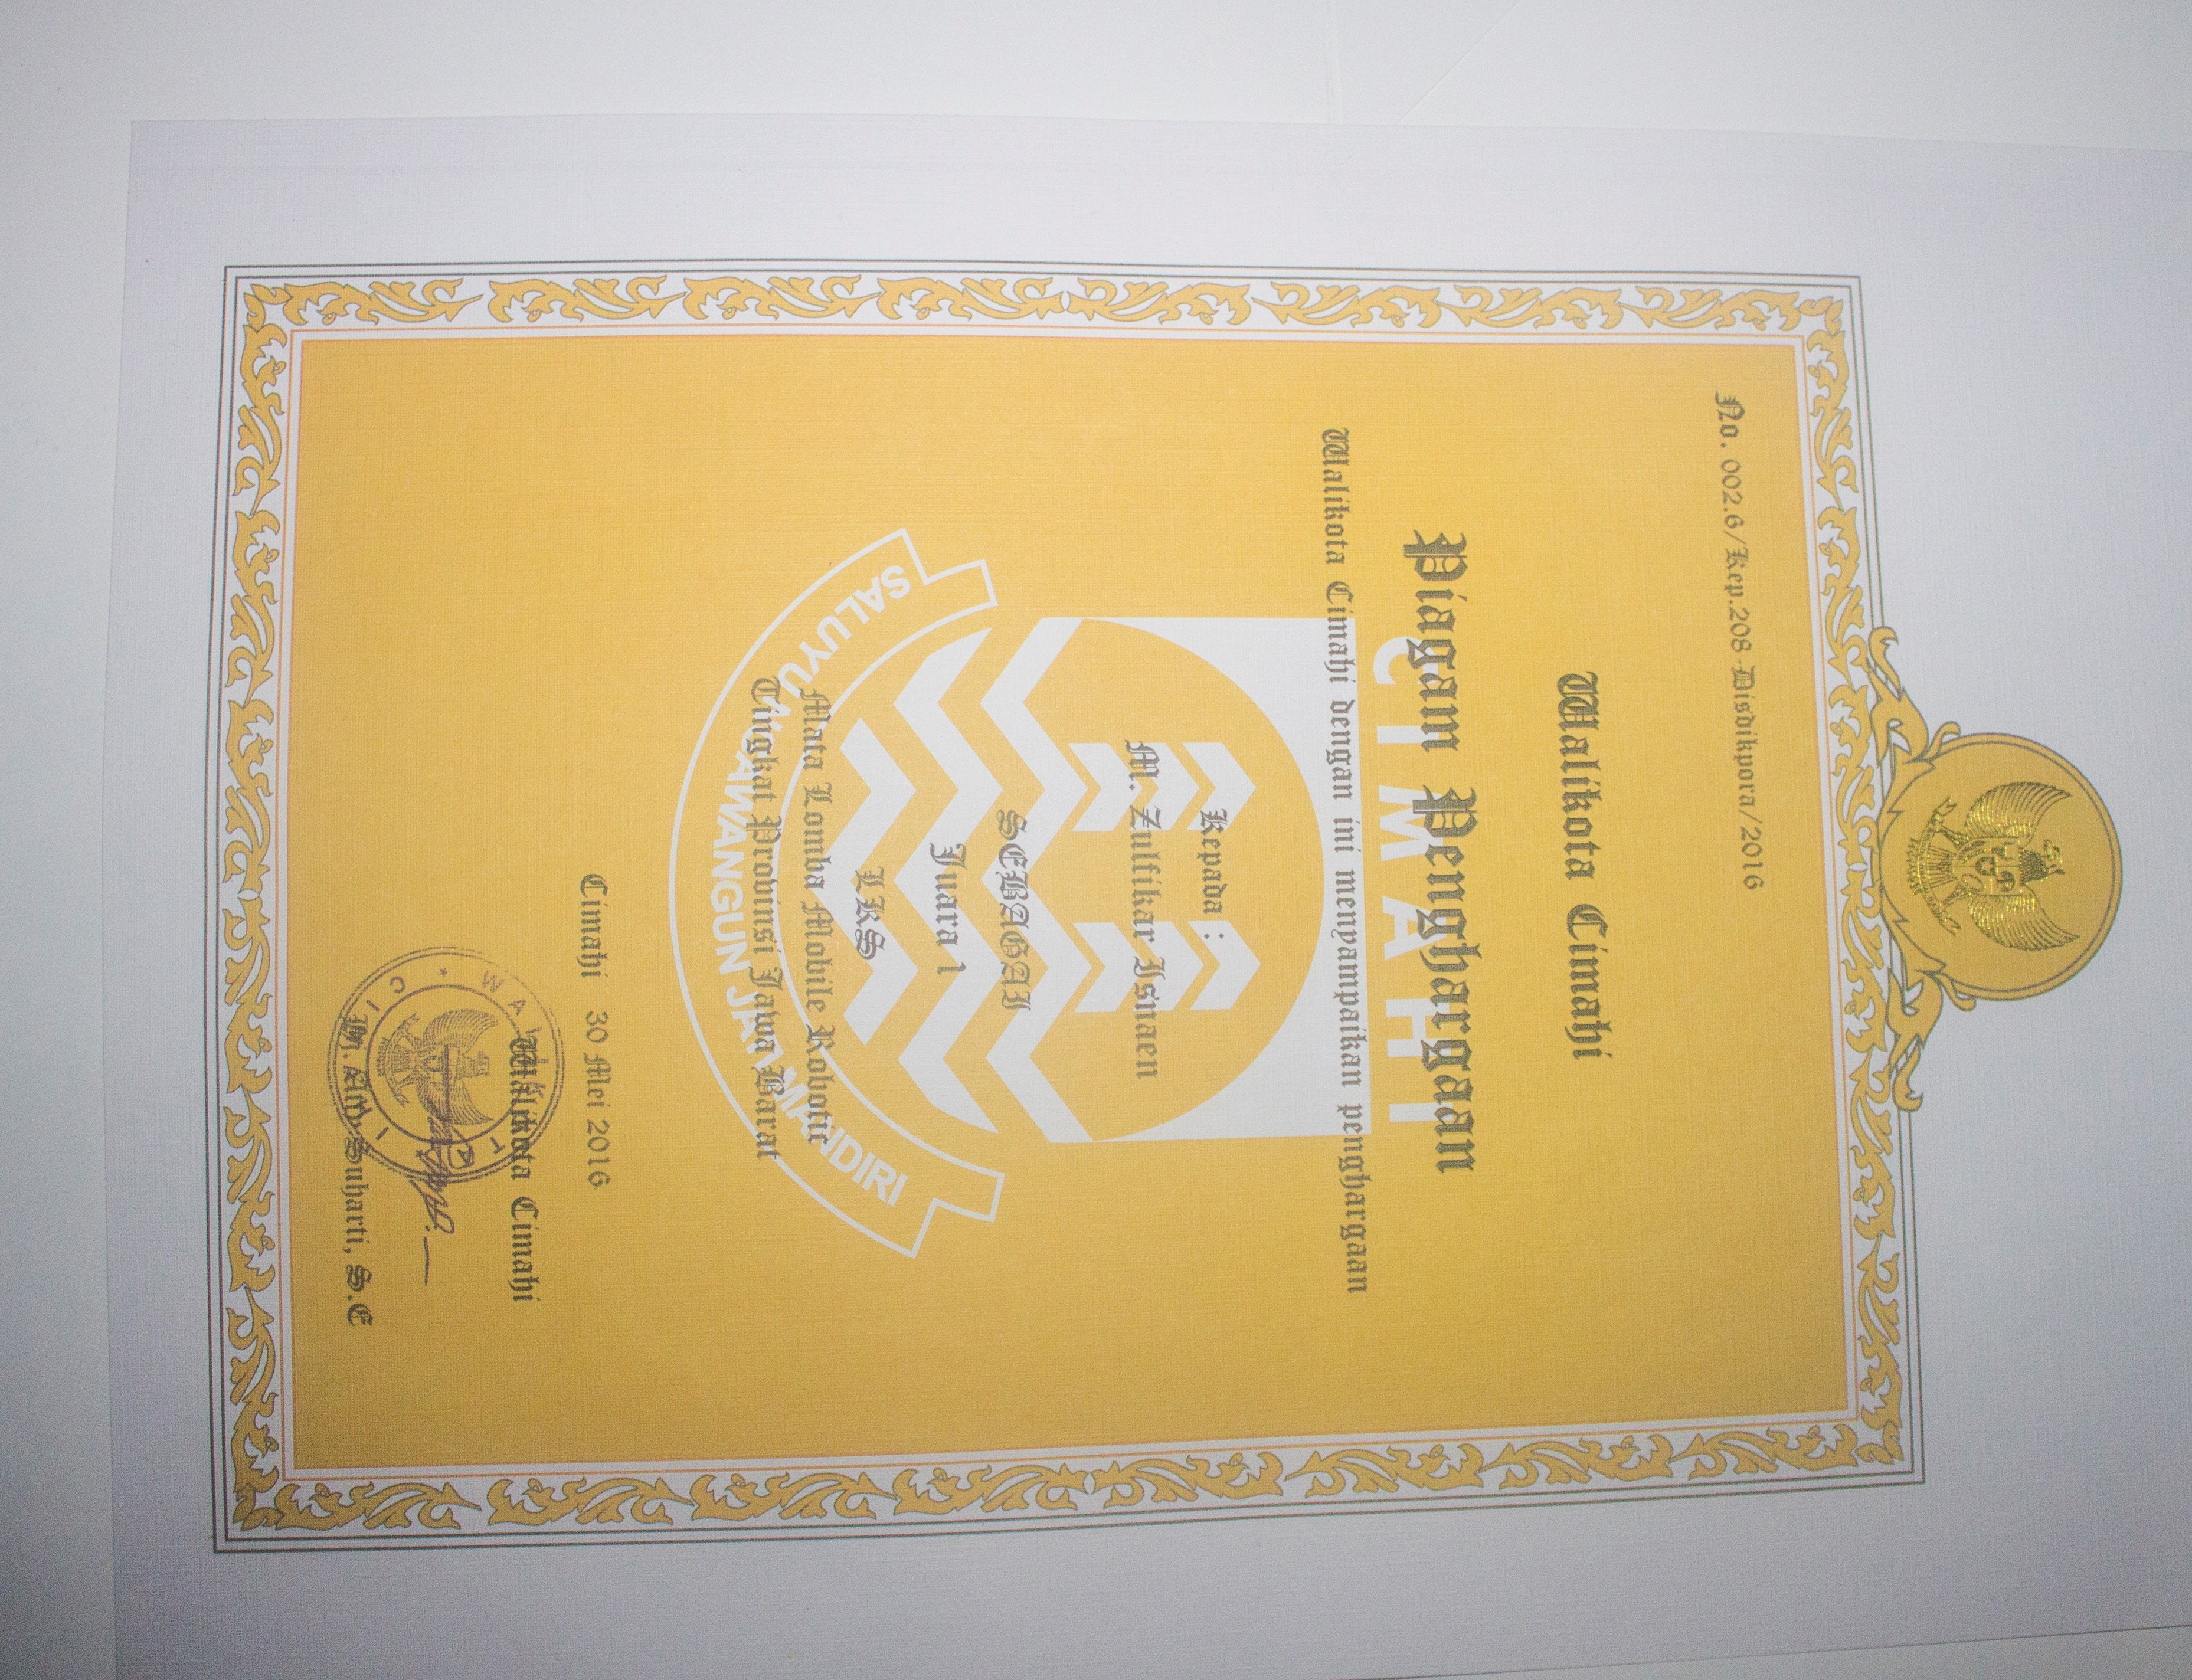 No. 002.6/Kep.208-Disdikpora/2016
Walikota Cimahi
CIMAHI
Piagam Penghargaan
Walikota Cimahi dengan ini menyampaikan penghargaan
Kepada :
M. Zulfikar Isnaen
SEBAGAI
Juara 1
LKS
Mata Lomba Mobile Robotic
Tingkat Provinsi Jawa Barat
SALUYU NGAWANGUN JATI MANDIRI
Cimahi 30 Mei 2016
Walikota Cimahi
CIMAHI
Suharti, S.E